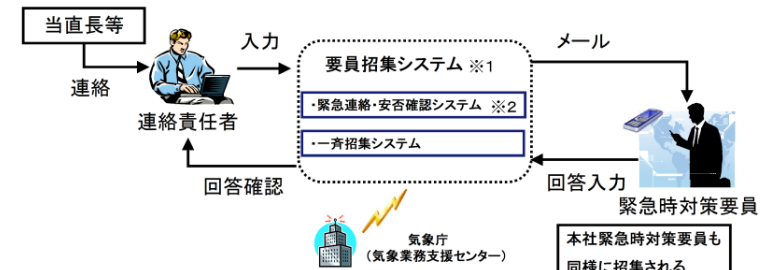 当直長等
連絡
連絡責任者
入力
要員招集システム ※1
・緊急連絡・安否確認システム ※2
・一斉招集システム
メール
回答確認
回答入力
緊急時対策要員
気象庁
(気象業務支援センター)
本社緊急時対策要員も
同様に招集される